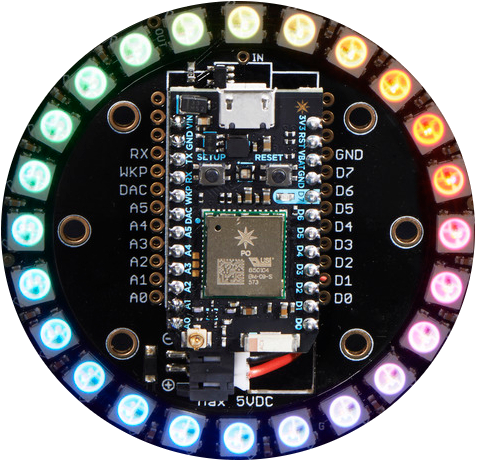 OUT
IN
3V3 RST VBAT GND D7 D6 D5 D4 D3 D2 D1 D0
VIN GND TX RX WKP DAC A5 A4 A3 A2 A1 A0
SETUP
RESET
RX
WKP
DAC
A5
A4
A3
A2
A1
A0
GND
D7
D6
D5
D4
D3
D2
D1
D0
PO
Max 5VDC
G